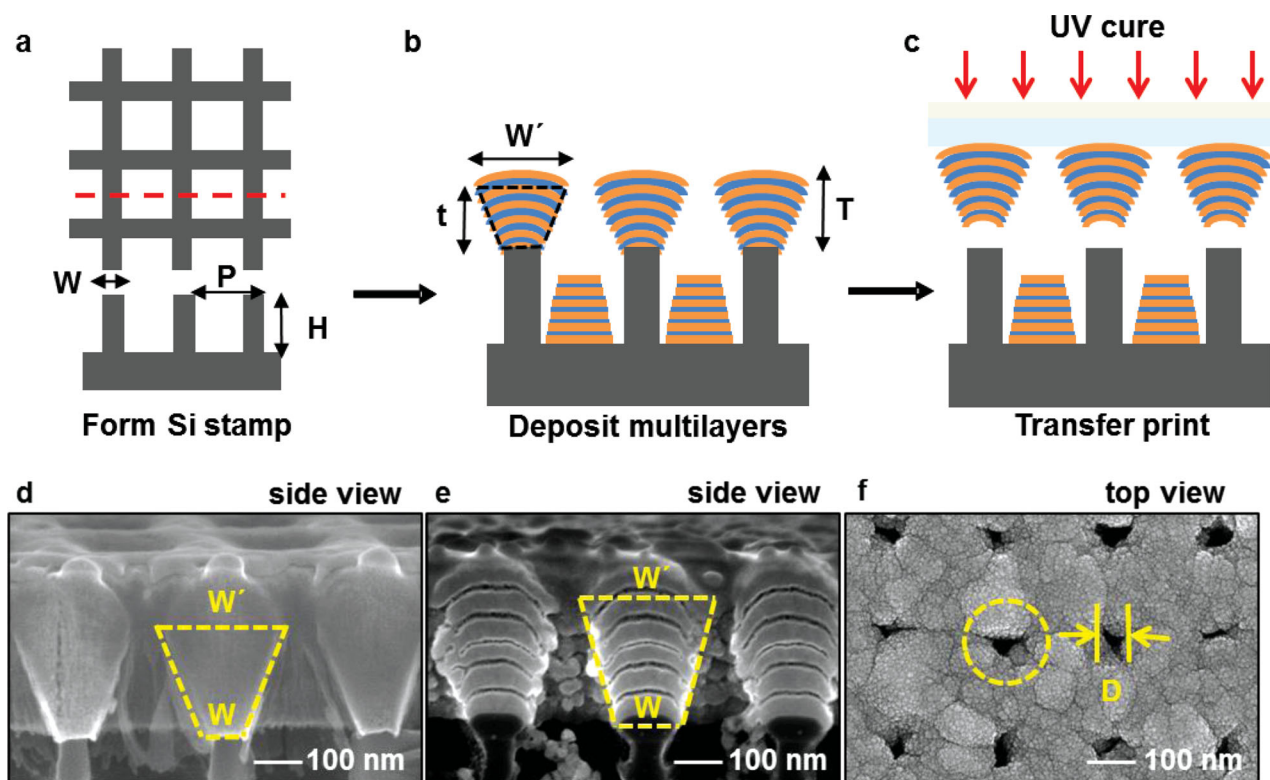 a
W
P
H
Form Si stamp
b
W´
t
T
Deposit multilayers
c
UV cure
Transfer print
d
side view
W´
W
100 nm
e
side view
W´
W
100 nm
f
top view
D
100 nm